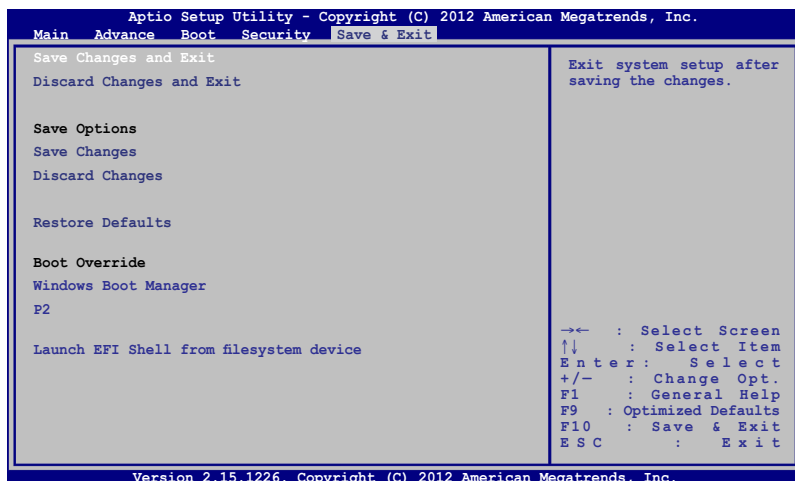 Aptio Setup Utility - Copyright (C) 2012 American Megatrends, Inc.
Main Advance Boot Security Save & Exit
Save Changes and Exit
Discard Changes and Exit
Save Options
Save Changes
Discard Changes
Restore Defaults
Boot Override
Windows Boot Manager
P2
Launch EFI Shell from filesystem device
Exit system setup after
saving the changes.
→← : Select Screen
↑↓ : Select Item
Enter: Select
+/— : Change Opt.
F1 : General Help
F9 : Optimized Defaults
F10 : Save & Exit
ESC : Exit
Version 2.15.1226. Copyright (C) 2012 American Megatrends, Inc.